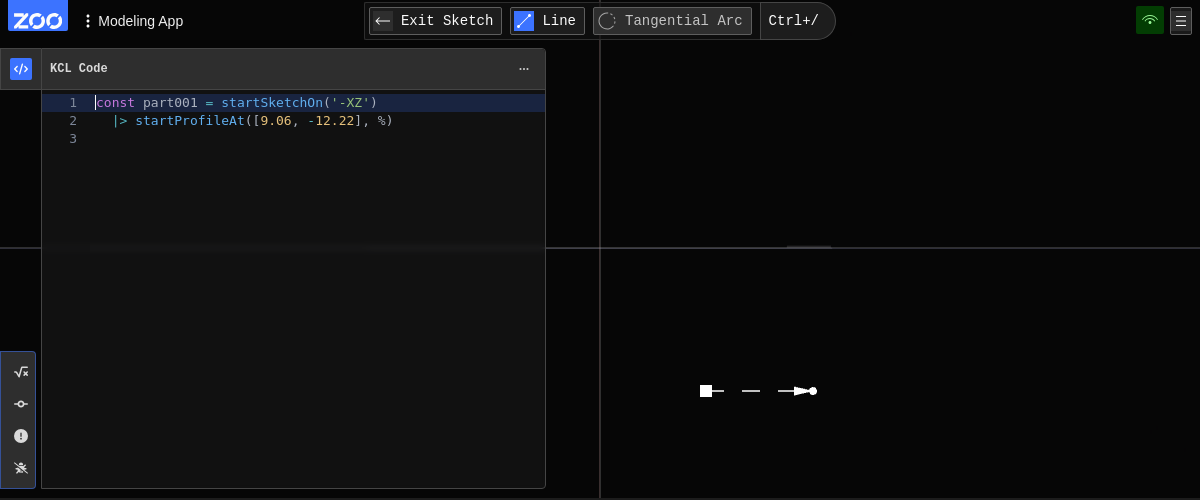 ZOO
Modeling App
Exit Sketch
Line
Tangential Arc
Ctrl+/
KCL Code
...
1 const part001 = startSketchOn('-XZ')
2 |> startProfileAt([9.06, -12.22], %)
3